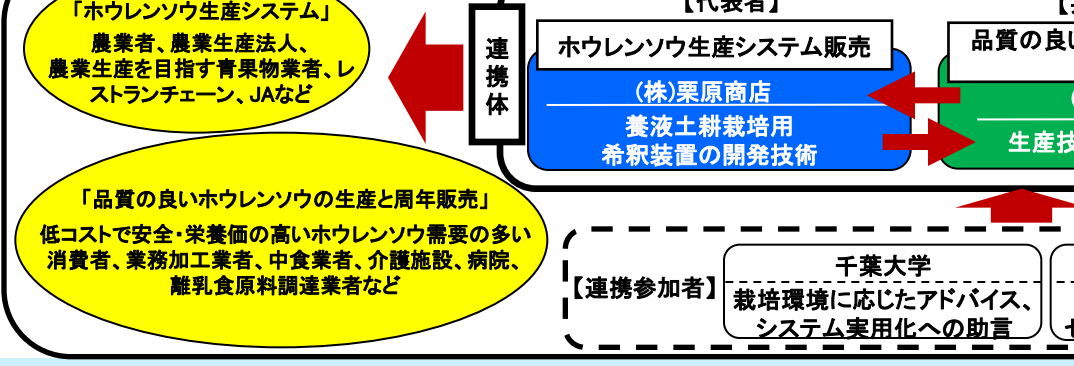 「ホウレンソウ生産システム」
農業者、農業生産法人、
農業生産を目指す青果物業者、レ
ストランチェーン、JAなど
「品質の良いホウレンソウの生産と周年販売」
低コストで安全・栄養価の高いホウレンソウ需要の多い
消費者、業務加工業者、中食業者、介護施設、病院、
離乳食原料調達業者など
連携体
【代表者】
ホウレンソウ生産システム販売
(株)栗原商店
養液土耕栽培用
希釈装置の開発技術
品質の良い
生産技
【連携参加者】
千葉大学
栽培環境に応じたアドバイス、
システム実用化への助言